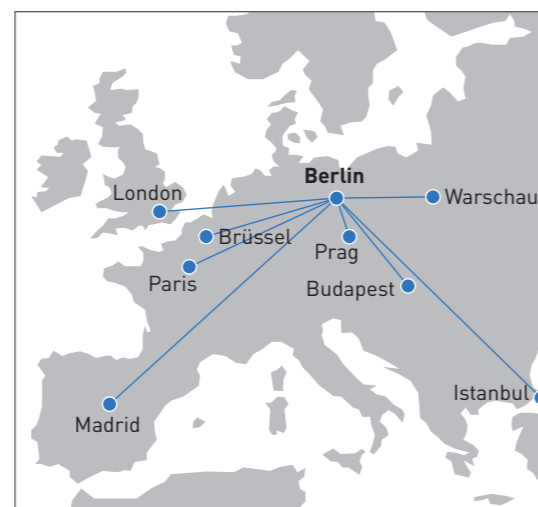 Berlin
London
Warschau
Brüssel
Prag
Paris
Budapest
Istanbul
Madrid